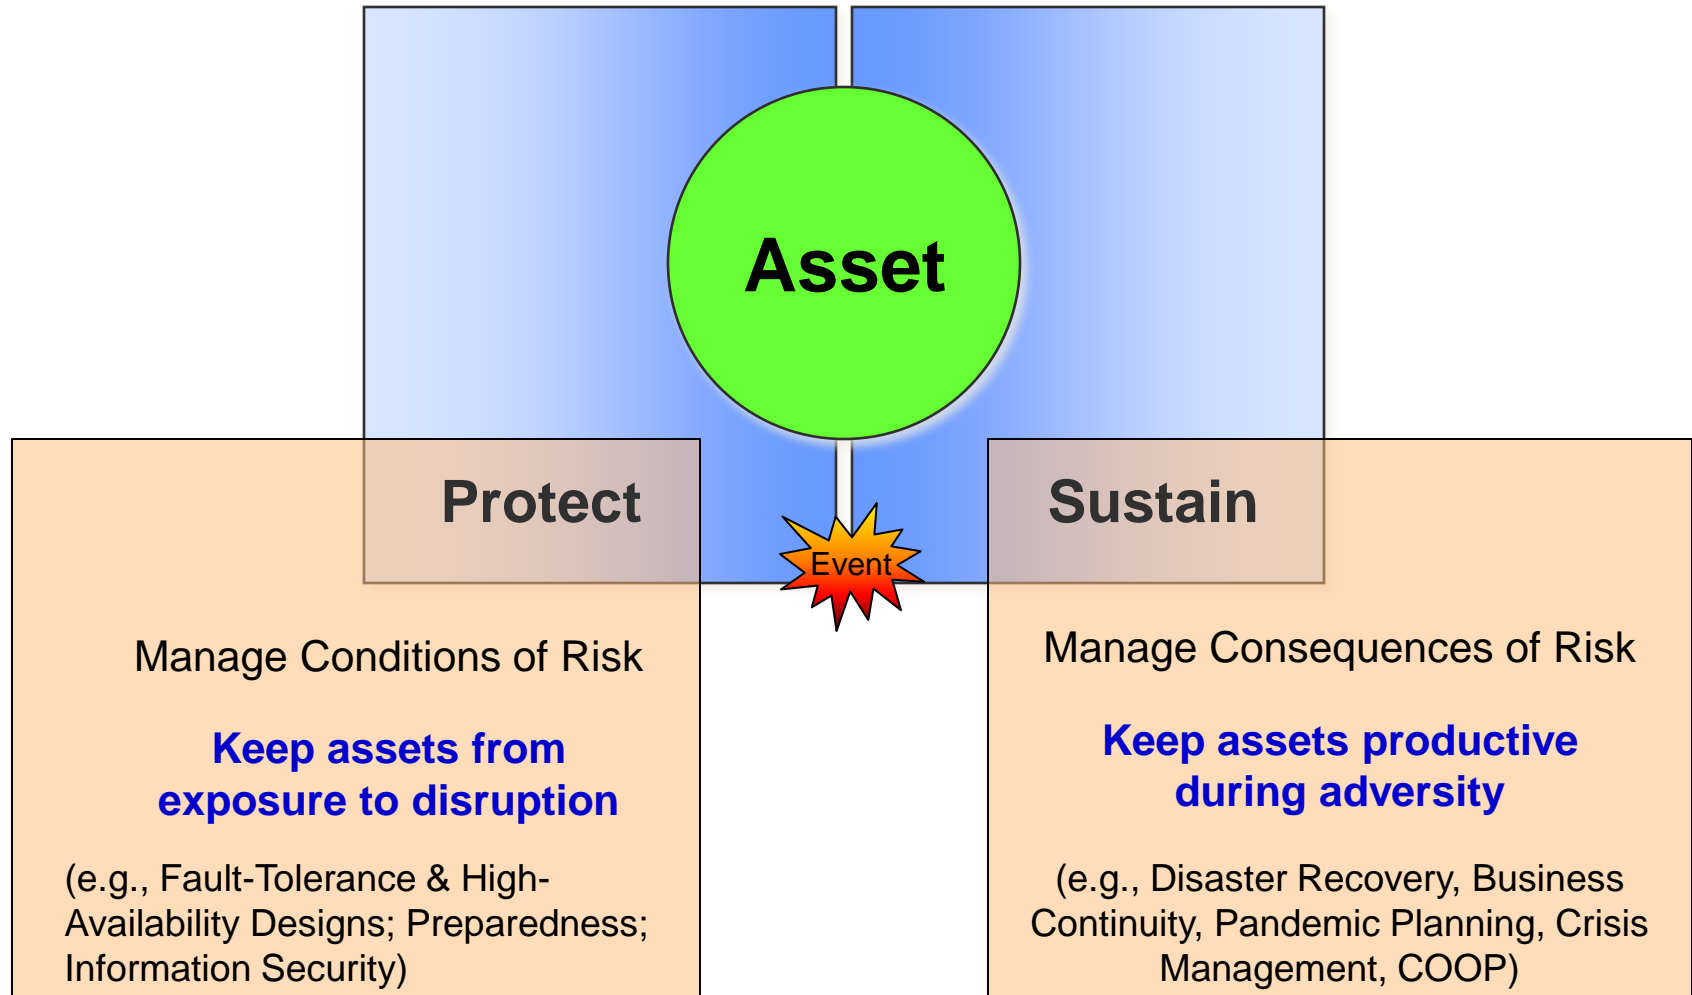 Asset
Protect
Sustain
Event
Manage Conditions of Risk
Keep assets from
exposure to disruption
(e.g., Fault-Tolerance & High-
Availability Designs; Preparedness;
Information Security)
Manage Consequences of Risk
Keep assets productive
during adversity
(e.g., Disaster Recovery, Business
Continuity, Pandemic Planning, Crisis
Management, COOP)